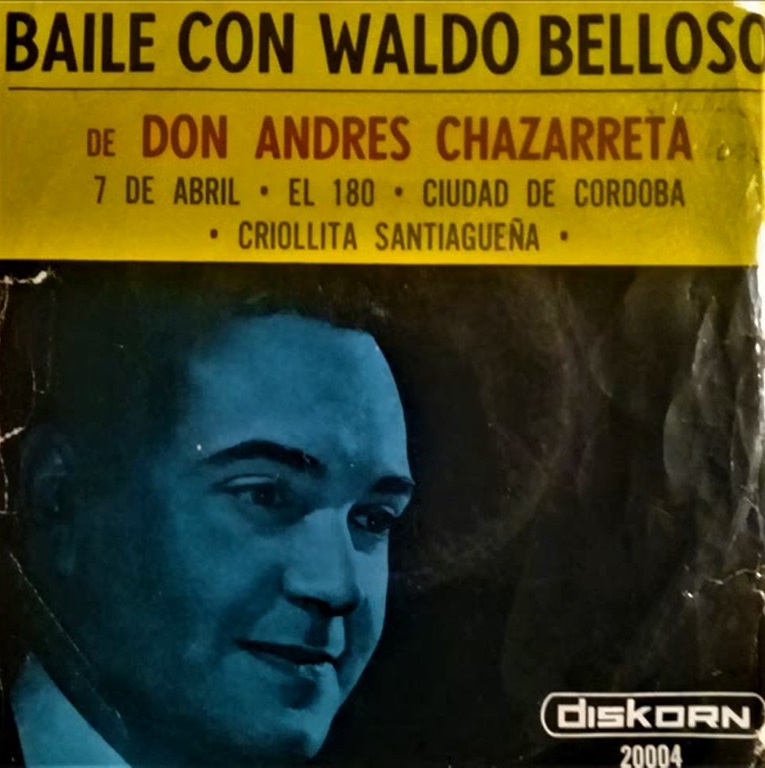 BAILE CON WALDO BELLOSO
DE DON ANDRES CHAZARRETA
7 DE ABRIL • EL 180 • CIUDAD DE CORDOBA
• CRIOLLITA SANTIAGUEÑA •
diskorn
20004